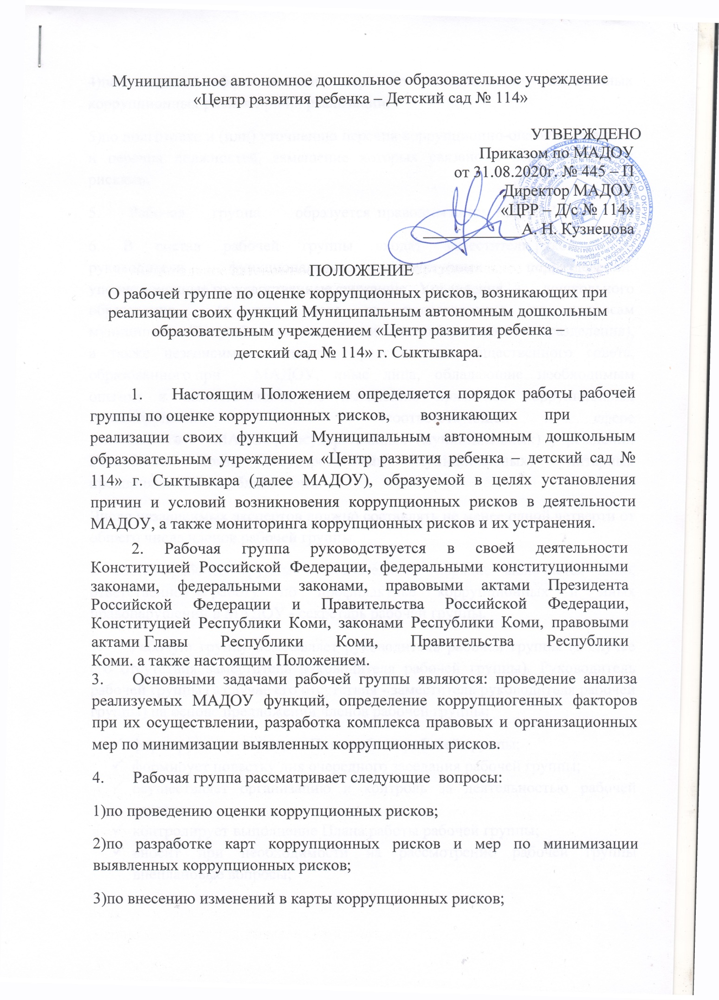 Муниципальное автономное дошкольное образовательное учреждение
«Центр развития ребенка – Детский сад № 114»
УТВЕРЖДЕНО
Приказом по МАДОУ
от 31.08.2020г. № 445 – П
Директор МАДОУ
«ЦРР – Д/с № 114»
А. Н. Кузнецова
ПОЛОЖЕНИЕ
О рабочей группе по оценке коррупционных рисков, возникающих при
реализации своих функций Муниципальным автономным дошкольным
образовательным учреждением «Центр развития ребенка –
детский сад № 114» г. Сыктывкара.
1. Настоящим Положением определяется порядок работы рабочей
группы по оценке коррупционных рисков, возникающих при
реализации своих функций Муниципальным автономным дошкольным
образовательным учреждением «Центр развития ребенка – детский сад №
114» г. Сыктывкара (далее МАДОУ), образуемой в целях установления
причин и условий возникновения коррупционных рисков в деятельности
МАДОУ, а также мониторинга коррупционных рисков и их устранения.
2. Рабочая группа руководствуется в своей деятельности
Конституцией Российской Федерации, федеральными конституционными
законами, федеральными законами, правовыми актами Президента
Российской Федерации и Правительства Российской Федерации,
Конституцией Республики Коми, законами Республики Коми, правовыми
актами Главы Республики Коми, Правительства Республики
Коми. а также настоящим Положением.
3. Основными задачами рабочей группы являются: проведение анализа
реализуемых МАДОУ функций, определение коррупциогенных факторов
при их осуществлении, разработка комплекса правовых и организационных
мер по минимизации выявленных коррупционных рисков.
4. Рабочая группа рассматривает следующие вопросы:
1)по проведению оценки коррупционных рисков;
2)по разработке карт коррупционных рисков и мер по минимизации
выявленных коррупционных рисков;
3)по внесению изменений в карты коррупционных рисков;